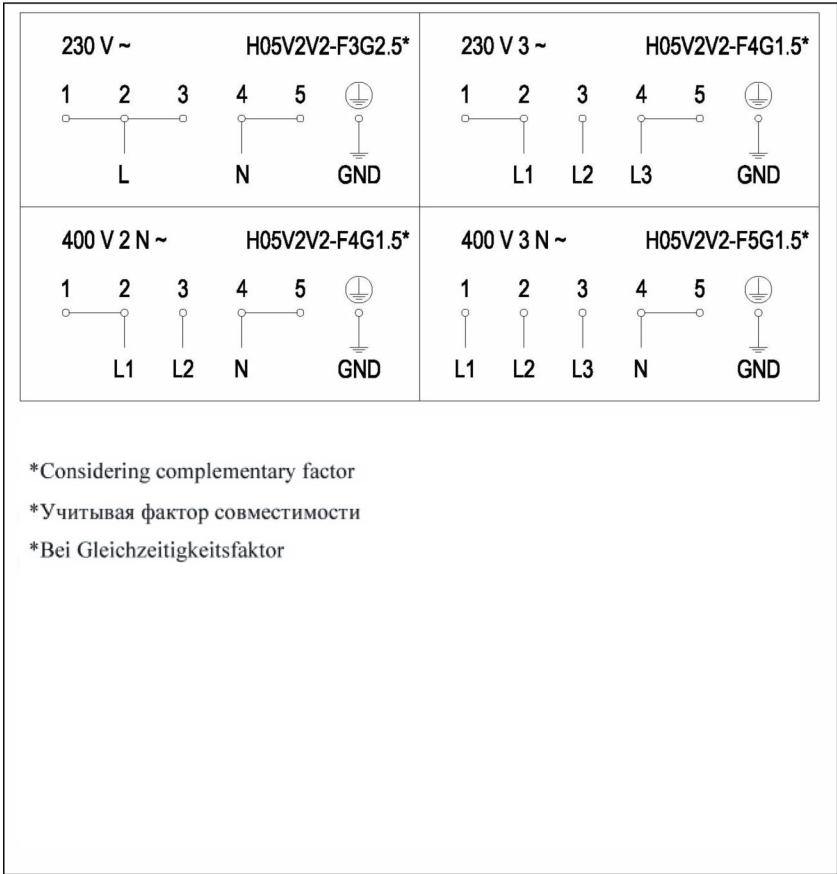 230 V ~ H05V2V2-F3G2.5*
1 2 3 4 5
L N GND
230 V 3 ~ H05V2V2-F4G1.5*
1 2 3 4 5
L1 L2 L3 GND
400 V 2 N ~ H05V2V2-F4G1.5*
1 2 3 4 5
L1 L2 N GND
400 V 3 N ~ H05V2V2-F5G1.5*
1 2 3 4 5
L1 L2 L3 N GND
*Considering complementary factor
*Учитывая фактор совместимости
*Bei Gleichzeitigkeitsfaktor